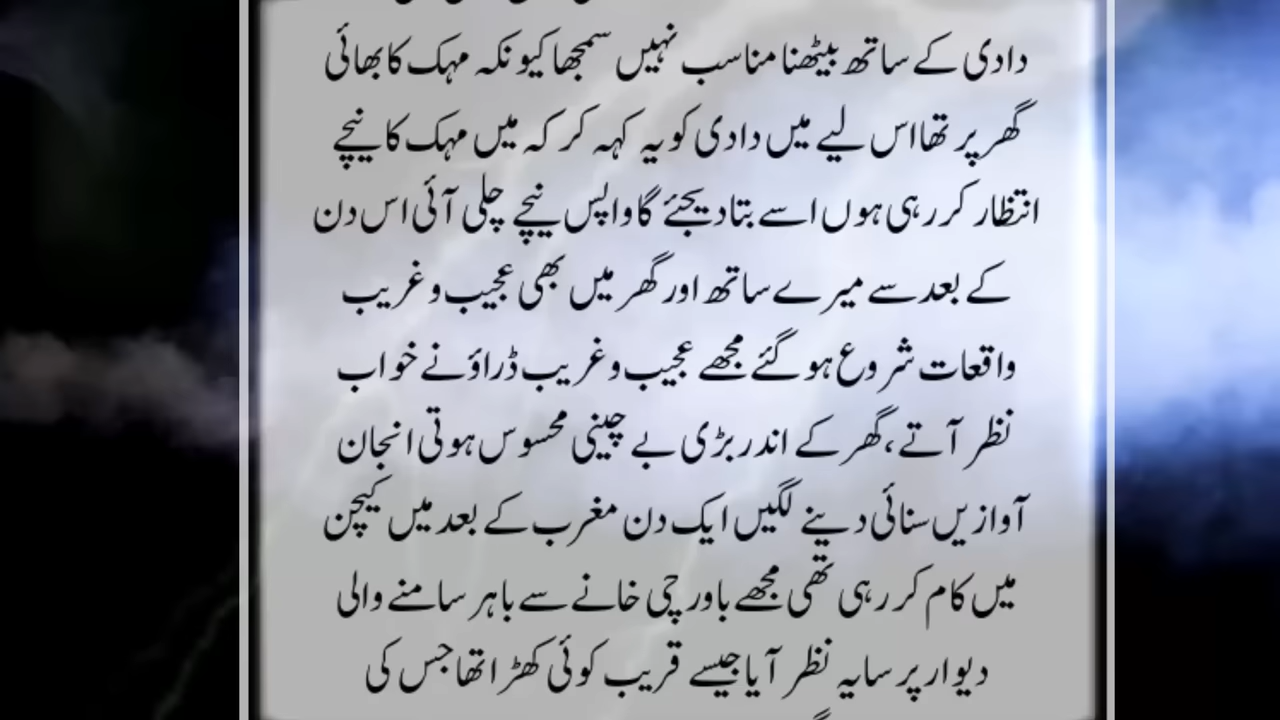 دادی کے ساتھ بیٹھنا مناسب نہیں سمجھا کیونکہ مہک کا بھائی
گھر پر تھا اس لیے میں دادی کو یہ کہہ کر کہ میں مہک کا نیچے
انتظار کر رہی ہوں اسے بتا دیجئے گا واپس نیچے چلی آئی اس دن
کے بعد سے میرے ساتھ اور گھر میں بھی عجیب و غریب
واقعات شروع ہو گئے مجھے عجیب و غریب ڈراؤنے خواب
نظر آتے، گھر کے اندر بڑی بے چینی محسوس ہوتی انجان
آوازیں سنائی دینے لگیں ایک دن مغرب کے بعد میں کیچن
میں کام کر رہی تھی مجھے باورچی خانے سے باہر سامنے والی
دیوار پر سایہ نظر آیا جیسے قریب کوئی کھڑا تھا جس کی